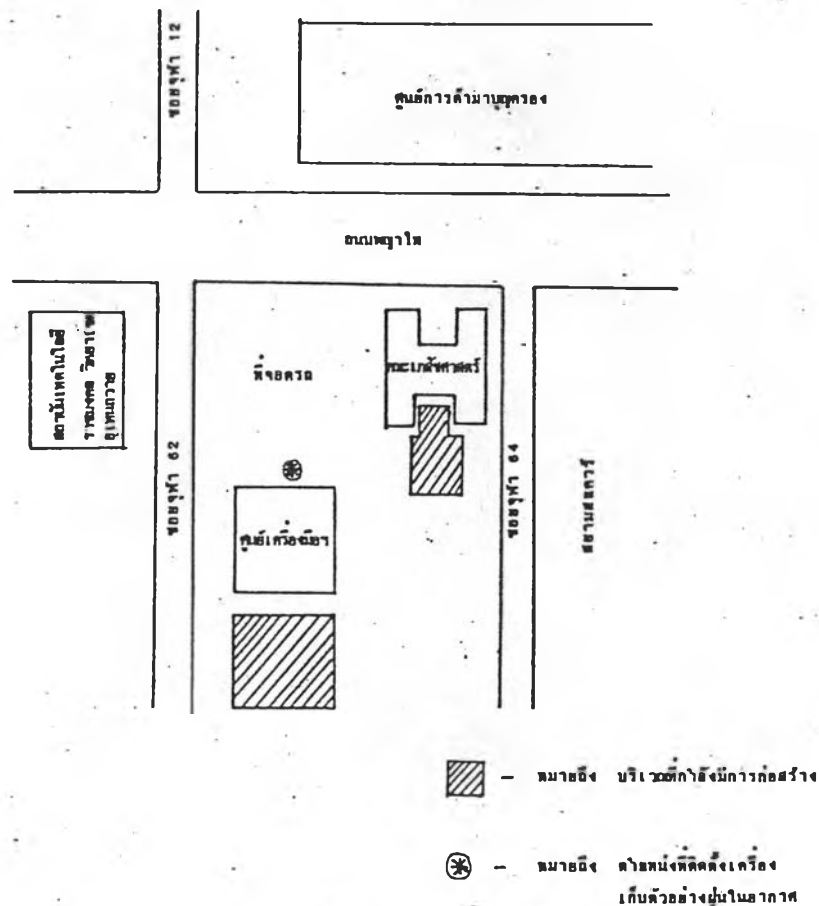 ซอยจุฬา 12
ศูนย์การค้ามาบุญครอง
ถนนพญาไท
สถาบันเทคโนโลยี
ราชมงคล วิทยาเขต
อุเทนถวาย
ที่จอดรถ
คณะเภสัชศาสตร์
ซอยจุฬา 62
ซอยจุฬา 64
สยามสแควร์
ศูนย์เครื่องมือฯ
- หมายถึง บริเวณที่กำลังมีการก่อสร้าง
- หมายถึง ตำแหน่งที่ติดตั้งเครื่อง
เก็บตัวอย่างฝุ่นในอากาศ